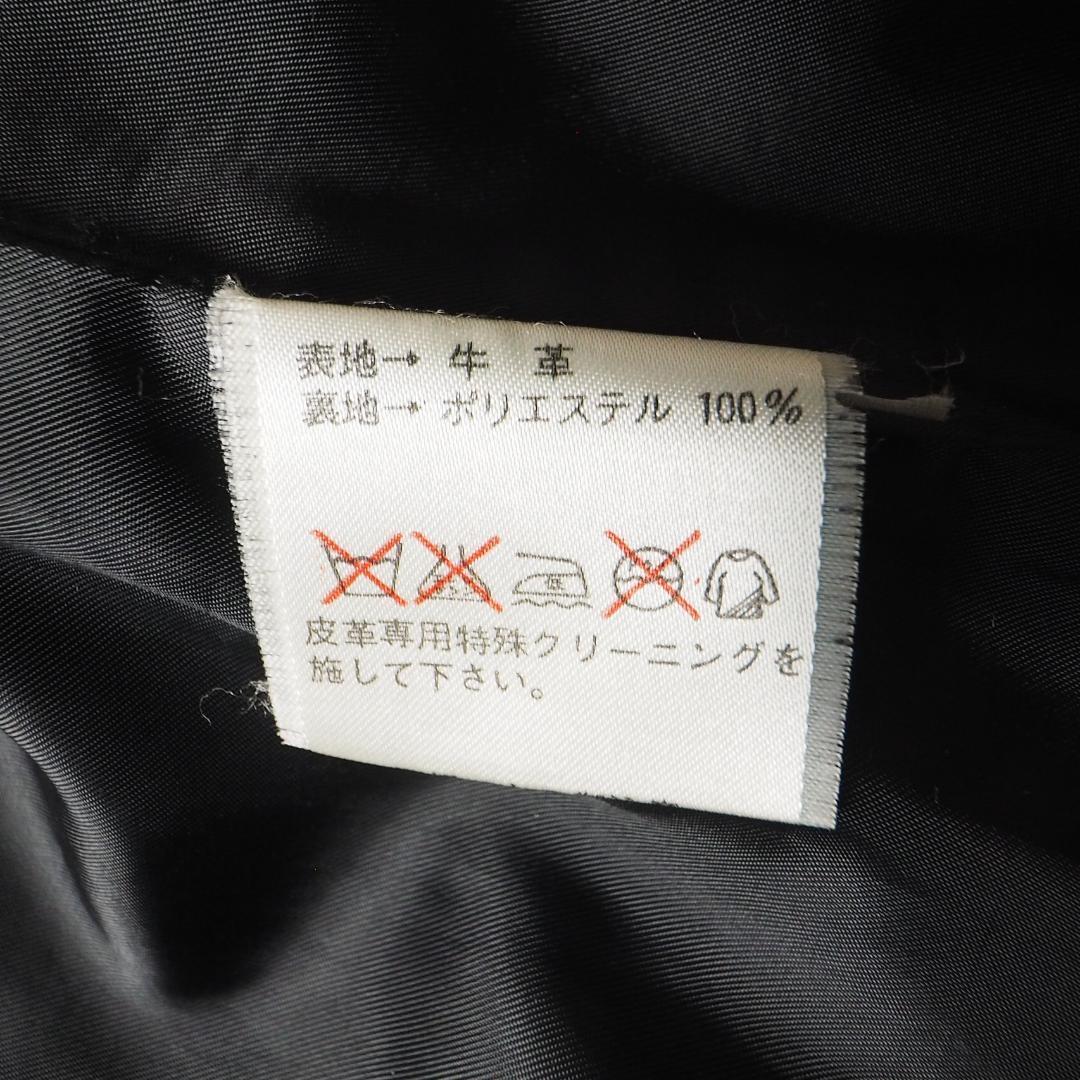 表地→ 牛 革
裏地→ ポリエステル 100%
皮革専用特殊クリーニングを
施して下さい。